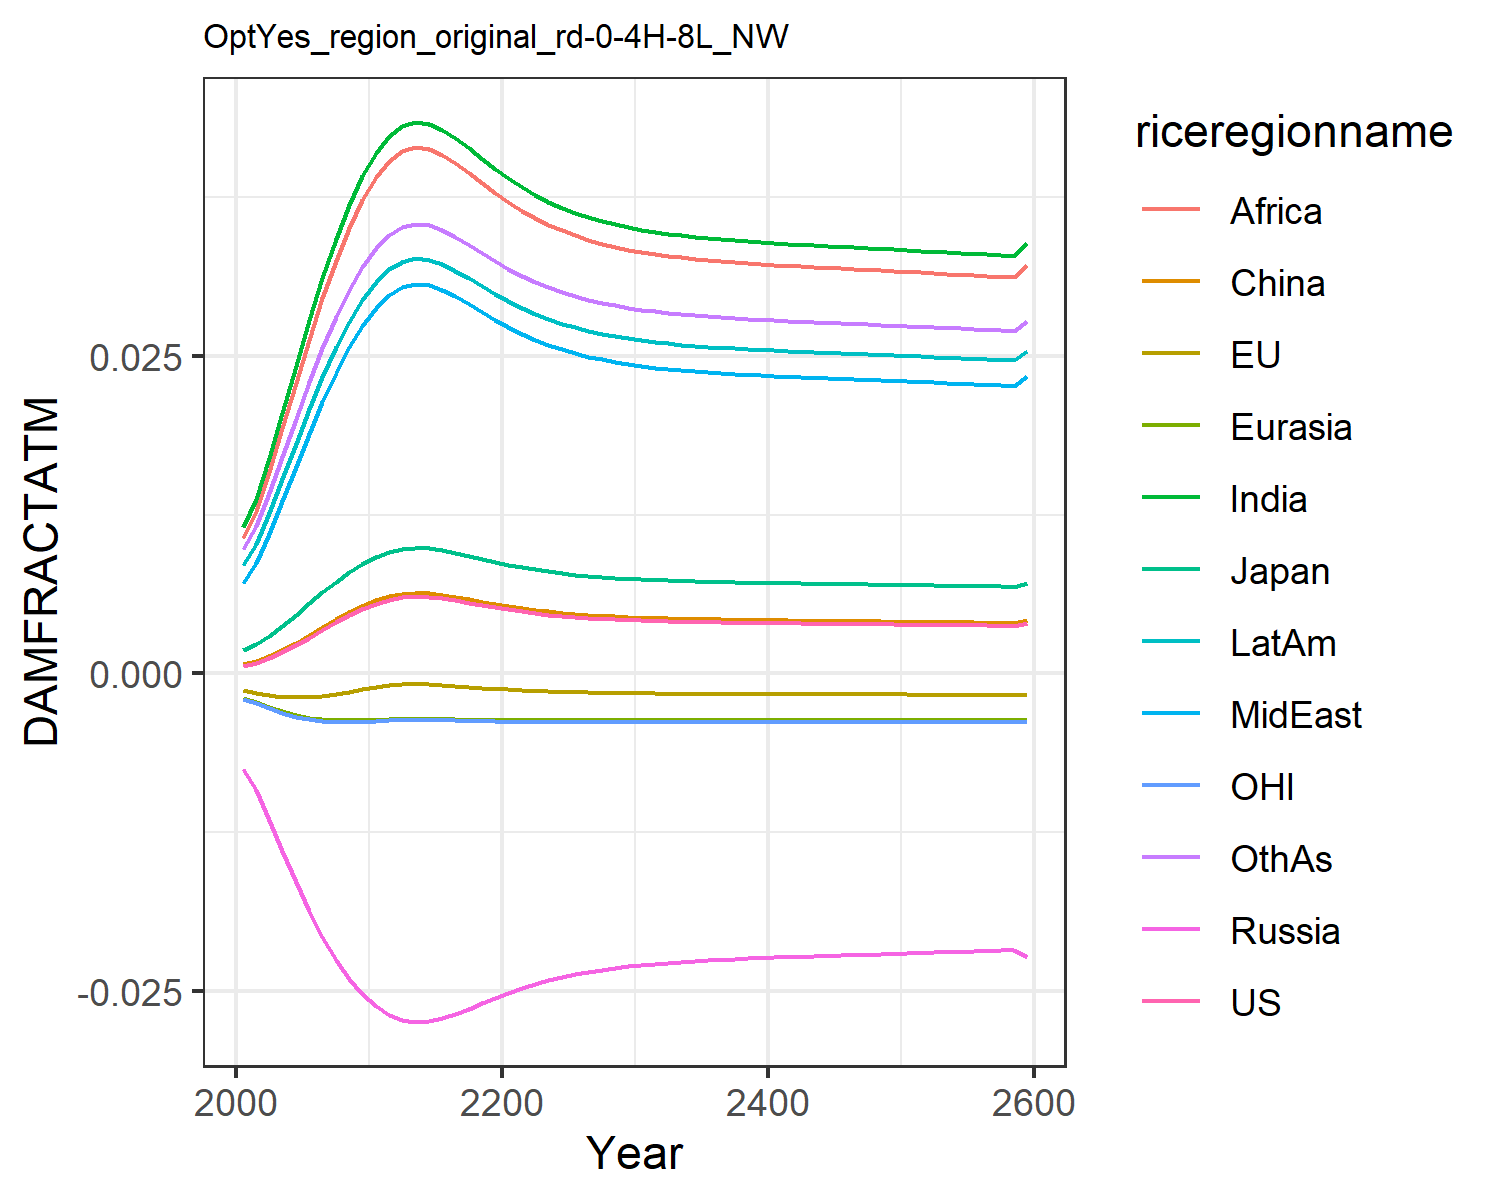 OptYes_region_original_rd-0-4H-8L_NW
DAMFRACTATM
0.025
0.000
-0.025
2000
2200
2400
2600
Year
riceregionname
Africa
China
EU
Eurasia
India
Japan
LatAm
MidEast
OHI
OthAs
Russia
US